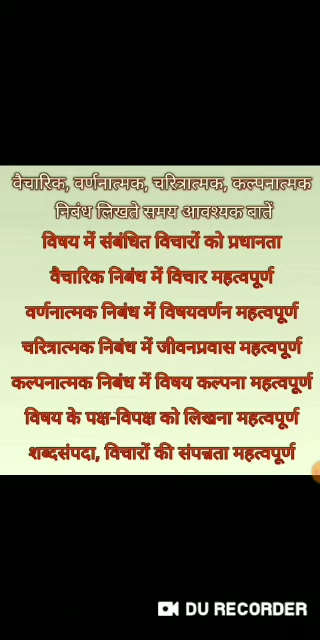 वैचारिक, वर्णनात्मक, चरित्रात्मक, कल्पनात्मक
निबंध लिखते समय आवश्यक बातें
विषय में संबंधित विचारों को प्रधानता
वैचारिक निबंध में विचार महत्वपूर्ण
वर्णनात्मक निबंध में विषयवर्णन महत्वपूर्ण
चरित्रात्मक निबंध में जीवनप्रवास महत्वपूर्ण
कल्पनात्मक निबंध में विषय कल्पना महत्वपूर्ण
विषय के पक्ष-विपक्ष को लिखना महत्वपूर्ण
शब्दसंपदा, विचारों की संपन्नता महत्वपूर्ण
DU RECORDER